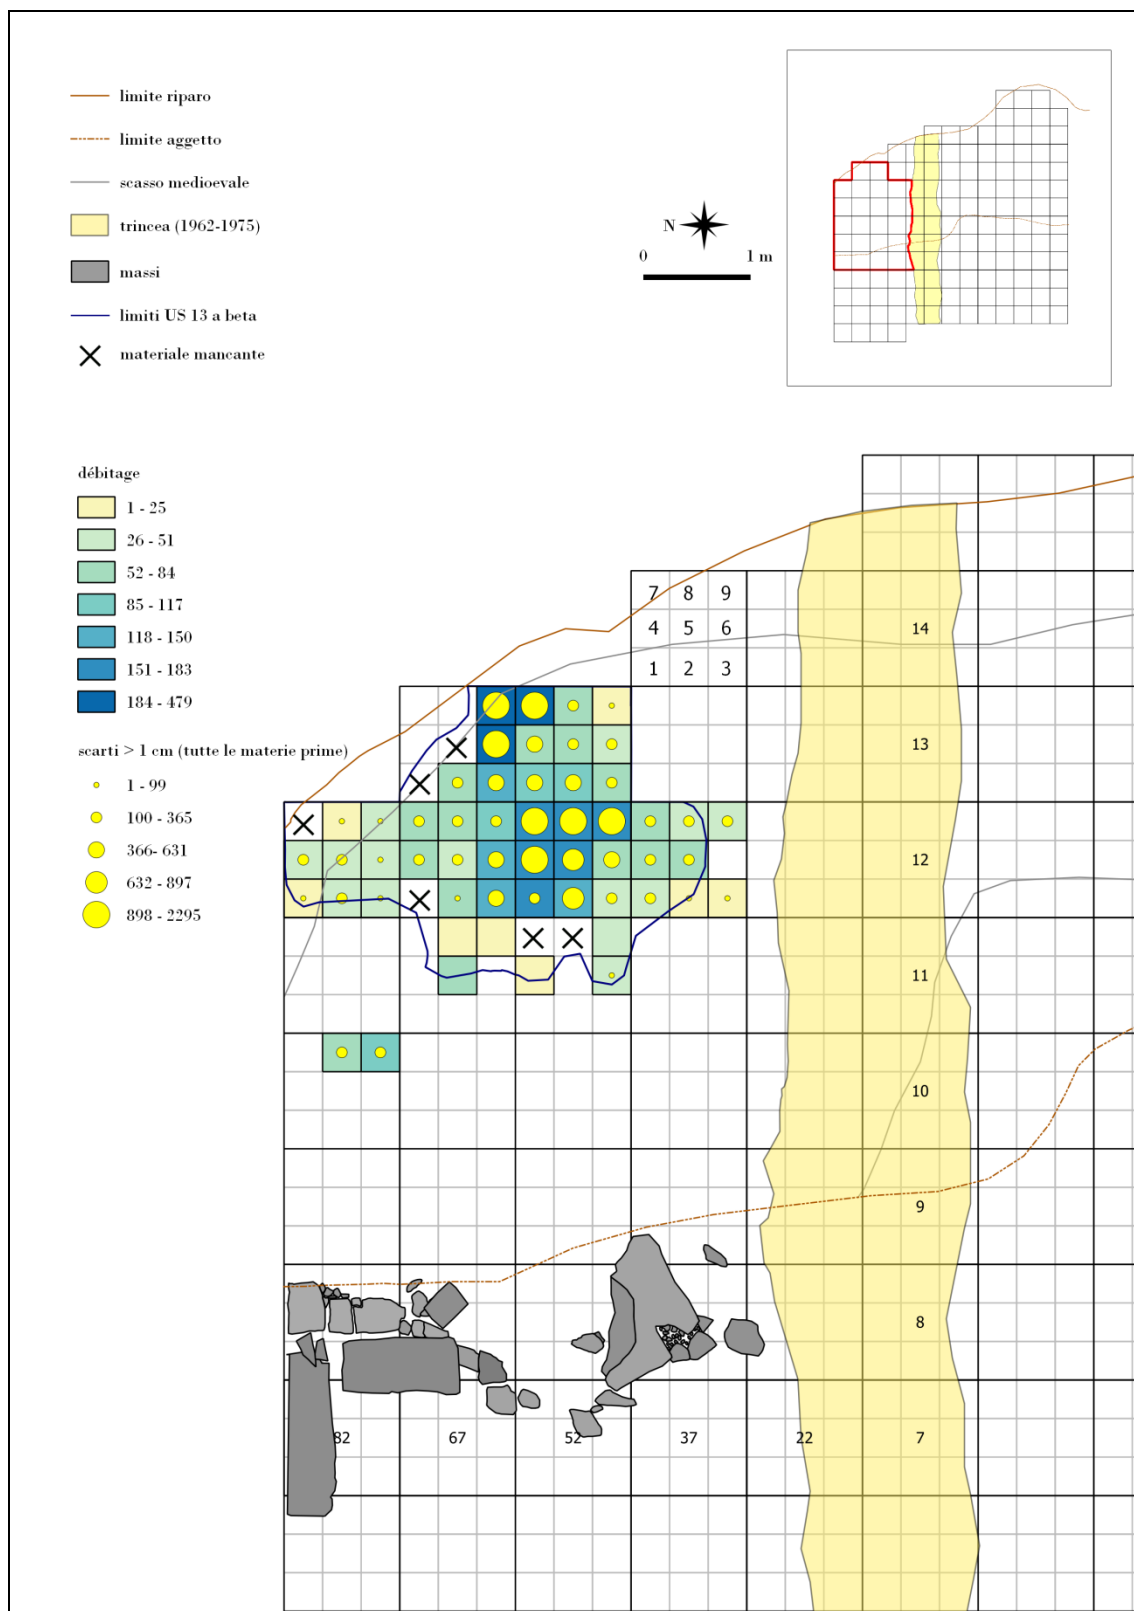 limite riparo
limite aggetto
scasso medioevale
trincea (1962-1975)
massi
limiti US 13 a beta
materiale mancante
N
0 1 m
débitage
1 - 25
26 - 51
52 - 84
85 - 117
118 - 150
151 - 183
184 - 479
scarti > 1 cm (tutte le materie prime)
1 - 99
100 - 365
366- 631
632 - 897
898 - 2295
7 8 9
4 5 6
1 2 3
14
13
12
11
10
9
8
82 67 52 37 22 7